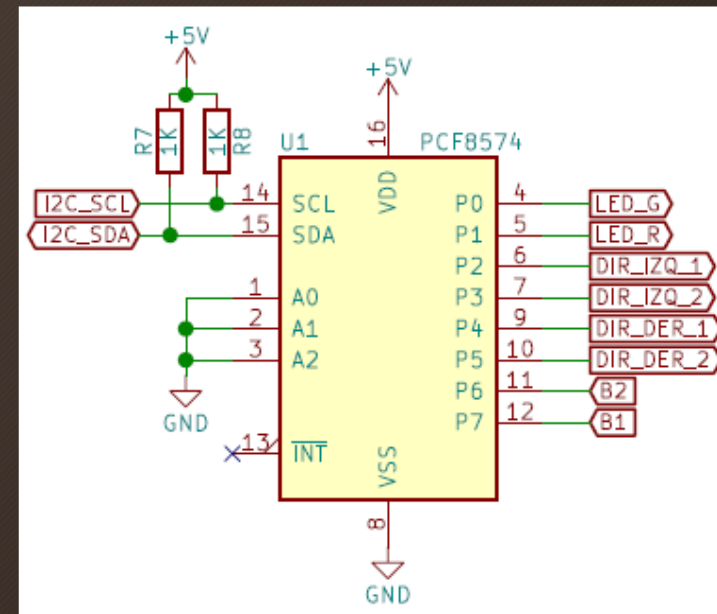 +5V
+5V
R7
1K
1K
R8
U1
PCF8574
16
VDD
I2C_SCL
14
SCL
P0
4
LED_G
I2C_SDA
15
SDA
P1
5
LED_R
P2
6
DIR_IZQ_1
1
A0
P3
7
DIR_IZQ_2
2
A1
P4
9
DIR_DER_1
3
A2
P5
10
DIR_DER_2
P6
11
B2
GND
P7
12
B1
13
INT
VSS
8
GND